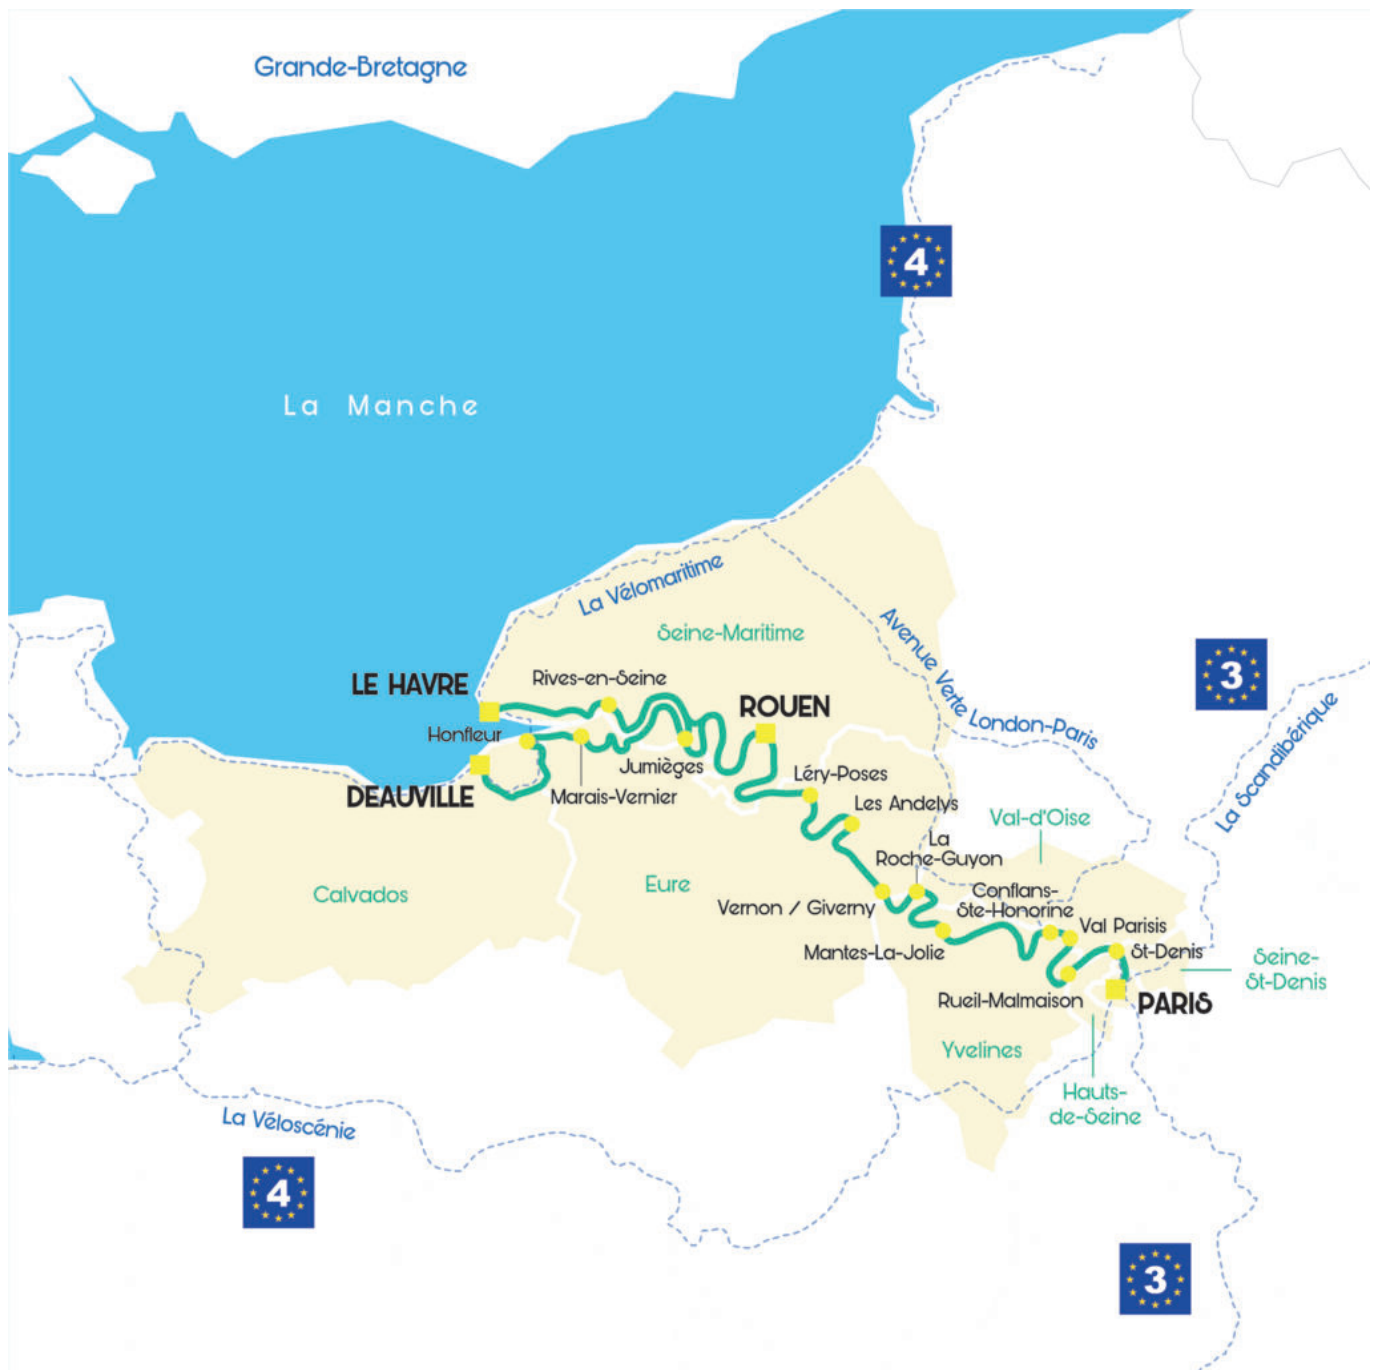 Grande-Bretagne
4
La Manche
La Vélomaritime
Avenue Verte London-Paris
Seine-Maritime
3
La Scandibérique
LE HAVRE
Rives-en-Seine
ROUEN
Honfleur
Jumièges
Léry-Poses
DEAUVILLE
Marais-Vernier
Les Andelys
Val-d'Oise
La
Roche-Guyon
Calvados
Eure
Conflans-
Ste-Honorine
Vernon / Giverny
Val Parisis
Mantes-La-Jolie
St-Denis
Seine-
St-Denis
Rueil-Malmaison
PARIS
Yvelines
Hauts-
de-Seine
La Véloscénie
4
3